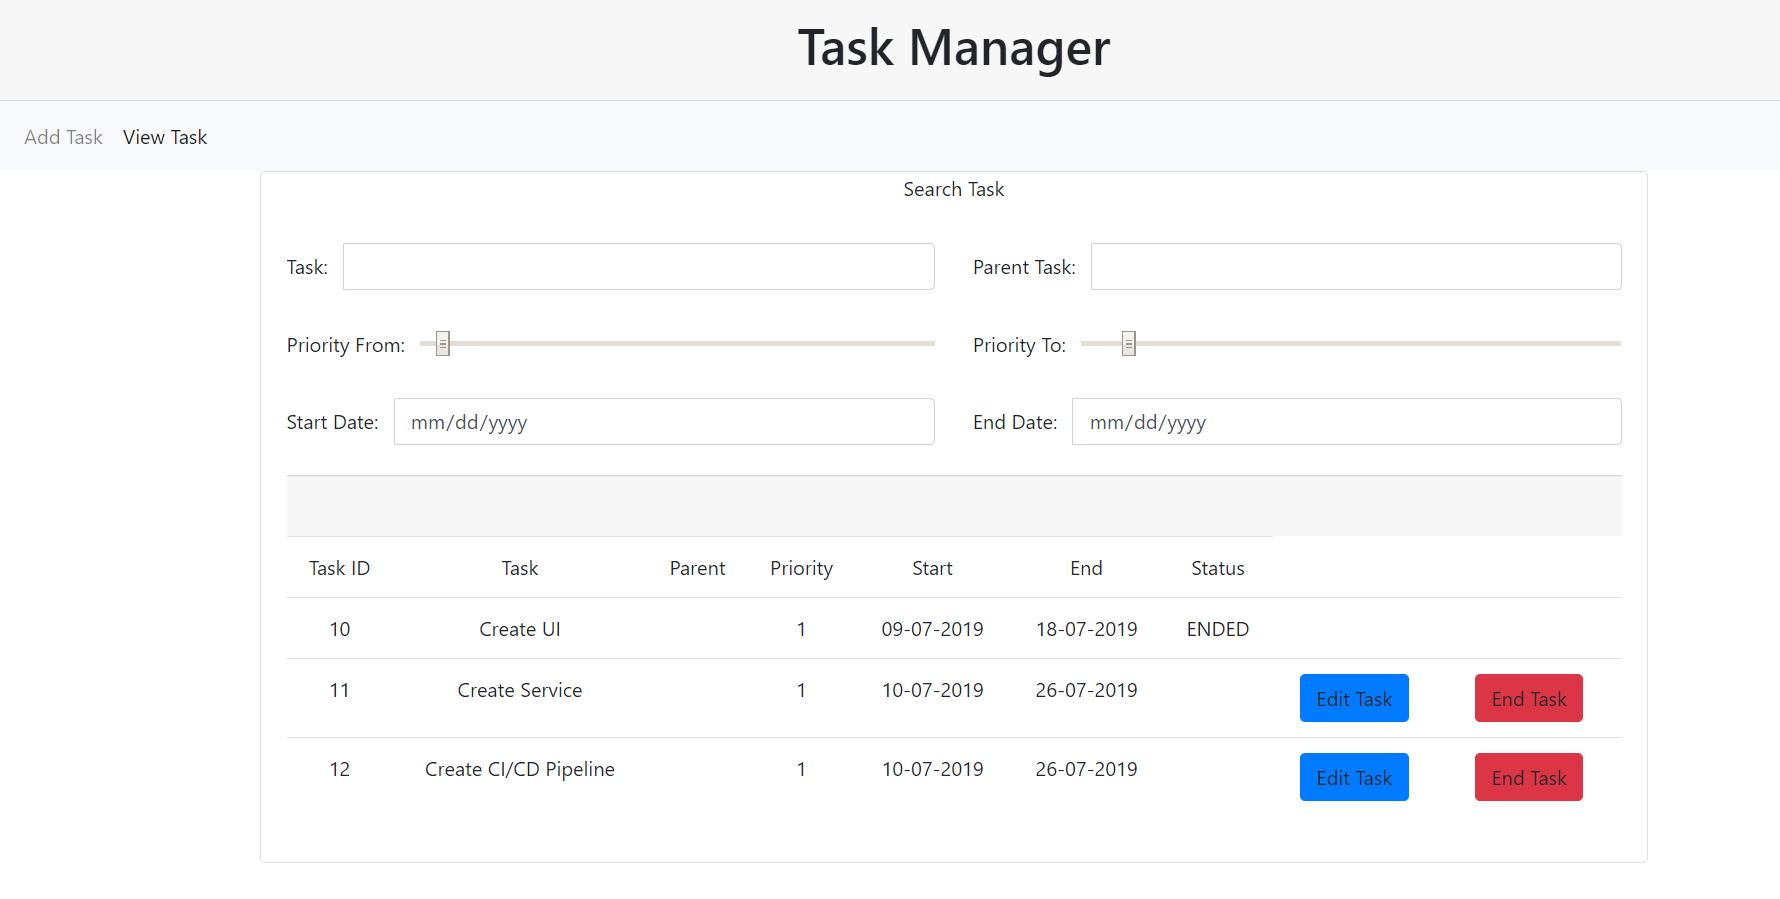 Task Manager
Add Task View Task
Search Task
Task: Parent Task:
Priority From: Priority To:
Start Date: mm/dd/yyyy End Date: mm/dd/yyyy
Task ID Task Parent Priority Start End Status
10 Create UI 1 09-07-2019 18-07-2019 ENDED
11 Create Service 1 10-07-2019 26-07-2019 Edit Task End Task
12 Create CI/CD Pipeline 1 10-07-2019 26-07-2019 Edit Task End Task